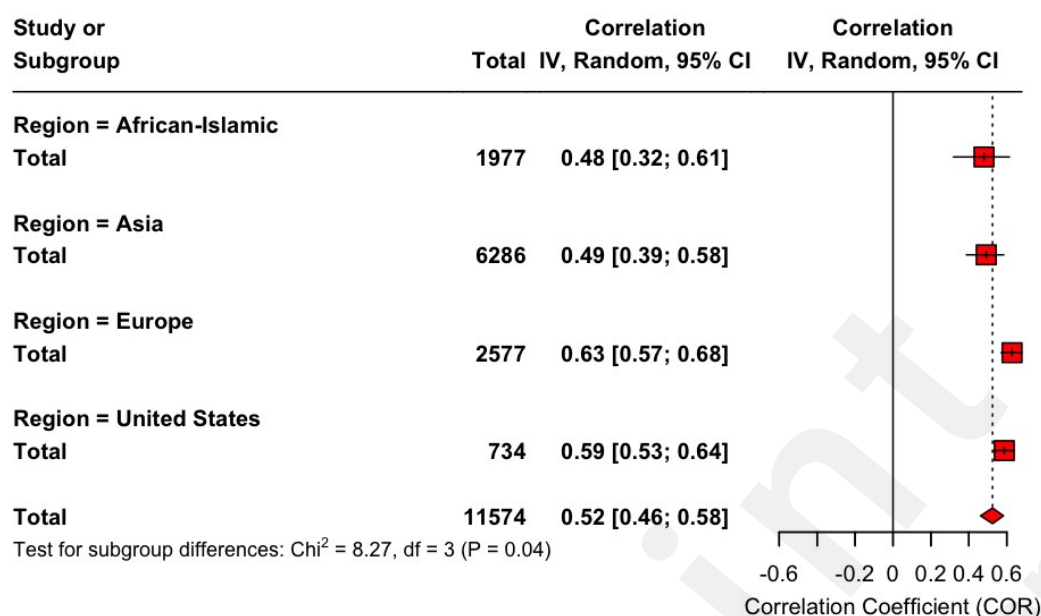 Study or Correlation Correlation
Subgroup Total IV, Random, 95% CI IV, Random, 95% CI
Region = African-Islamic
Total 1977 0.48 [0.32; 0.61]
Region = Asia
Total 6286 0.49 [0.39; 0.58]
Region = Europe
Total 2577 0.63 [0.57; 0.68]
Region = United States
Total 734 0.59 [0.53; 0.64]
Total 11574 0.52 [0.46; 0.58]
Test for subgroup differences: Chi² = 8.27, df = 3 (P = 0.04)
-0.6 -0.2 0 0.2 0.4 0.6
Correlation Coefficient (COR)